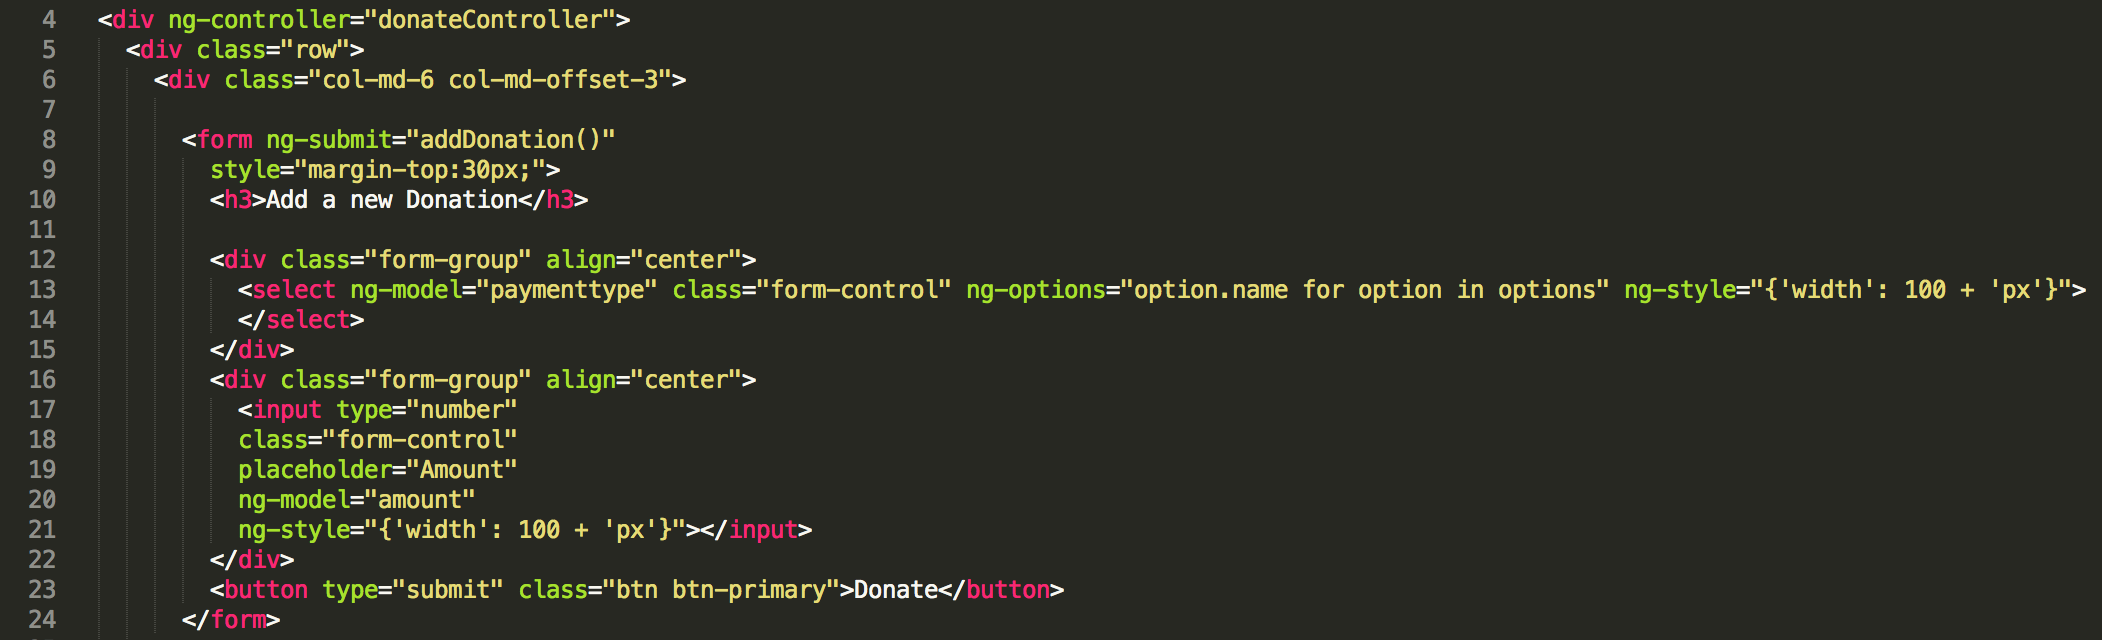 4 <div ng-controller="donateController">
5 <div class="row">
6 <div class="col-md-6 col-md-offset-3">
7
8 <form ng-submit="addDonation()"
9 style="margin-top:30px;">
10 <h3>Add a new Donation</h3>
11
12 <div class="form-group" align="center">
13 <select ng-model="paymenttype" class="form-control" ng-options="option.name for option in options" ng-style="{'width': 100 + 'px'}">
14 </select>
15 </div>
16 <div class="form-group" align="center">
17 <input type="number"
18 class="form-control"
19 placeholder="Amount"
20 ng-model="amount"
21 ng-style="{'width': 100 + 'px'}"></input>
22 </div>
23 <button type="submit" class="btn btn-primary">Donate</button>
24 </form>